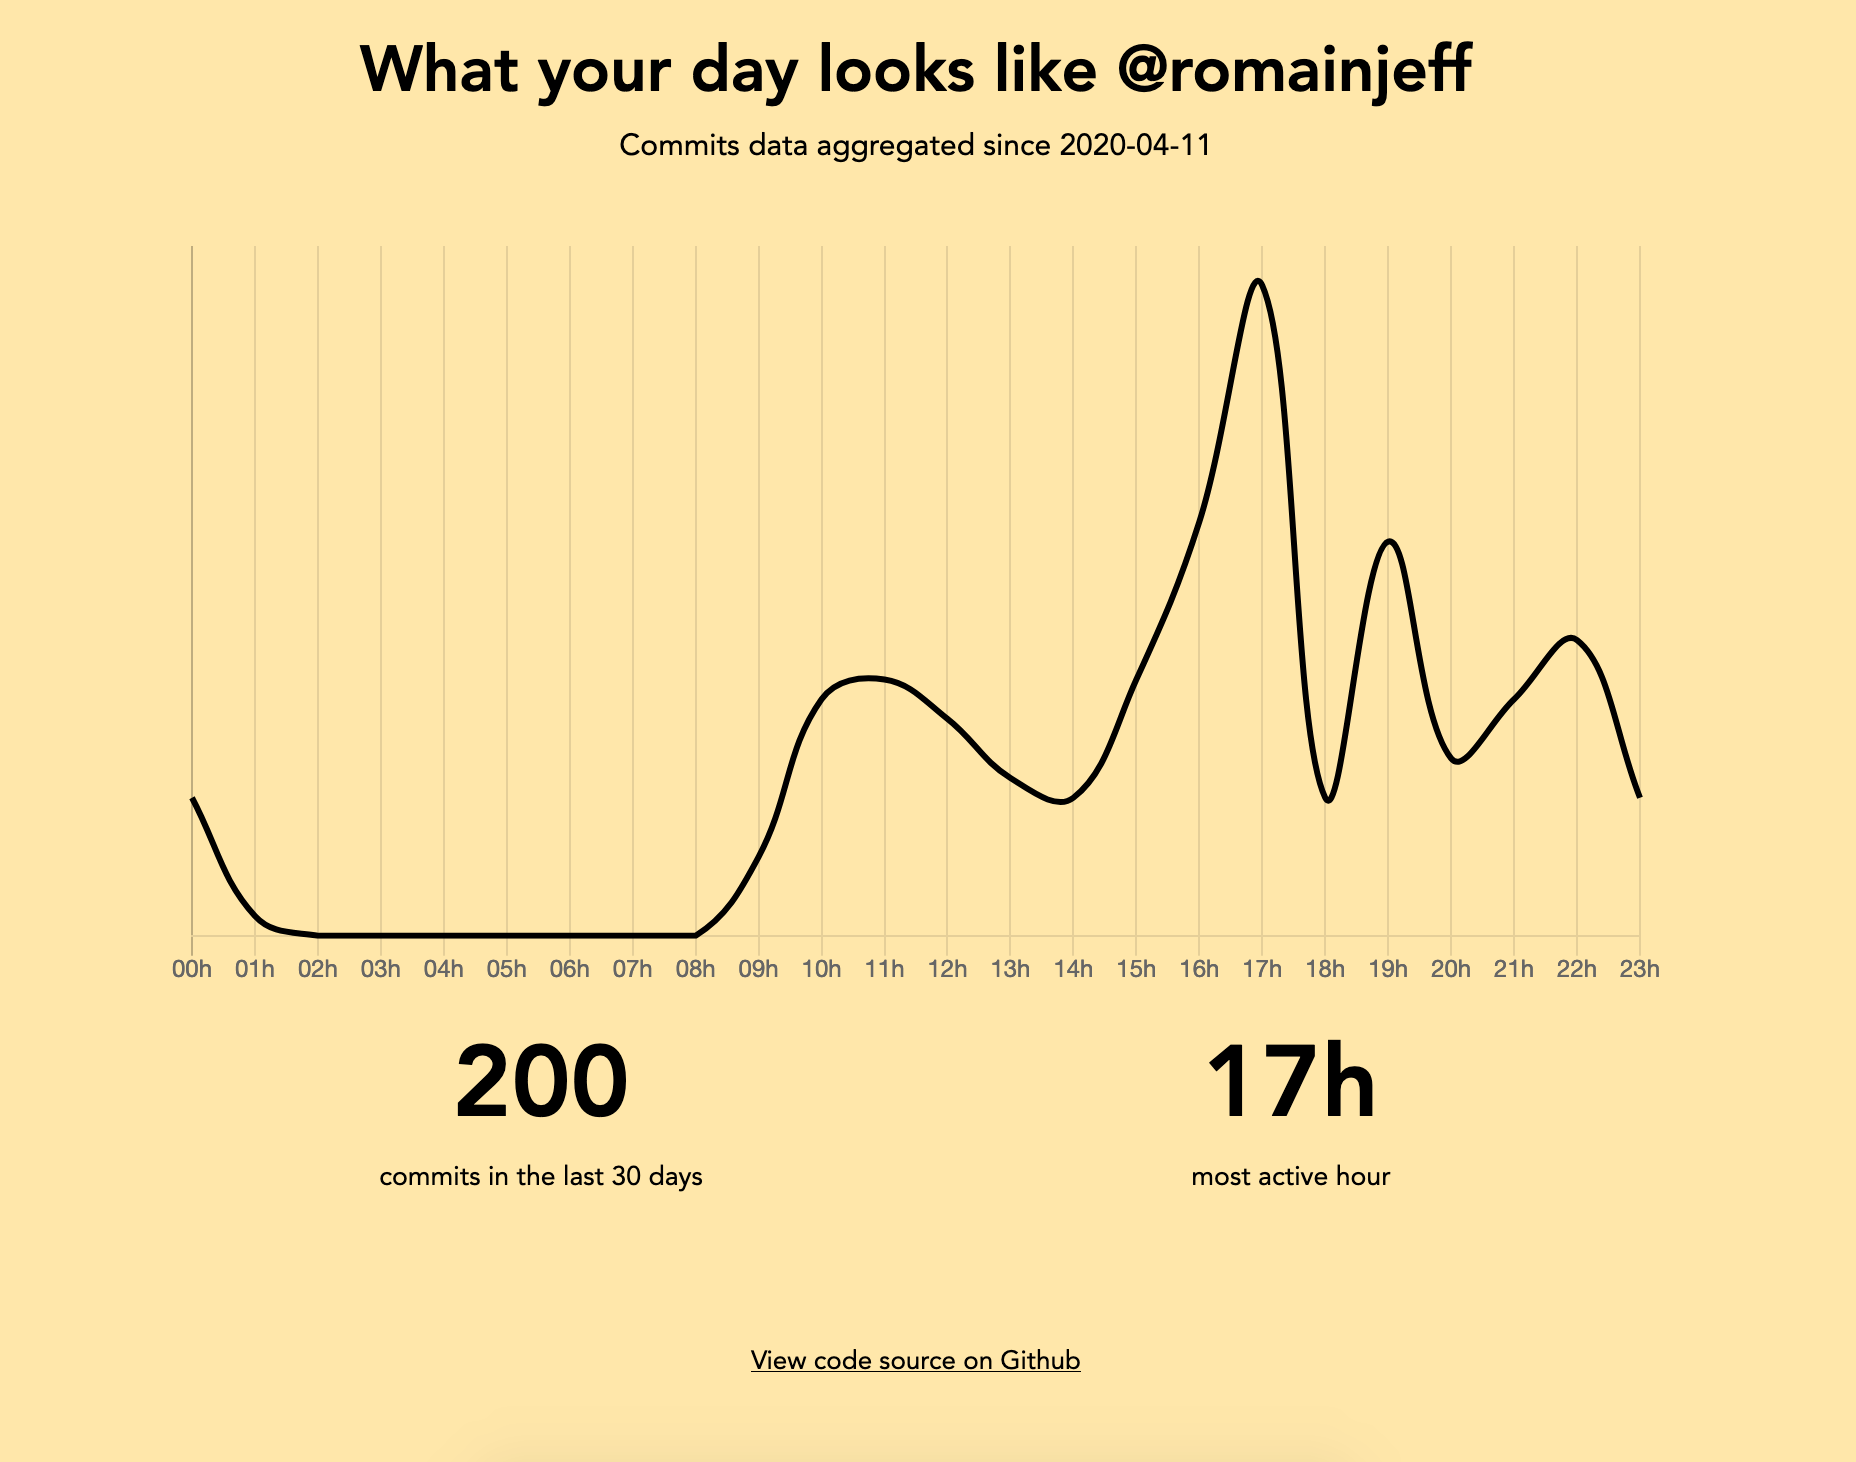 What your day looks like @romainjeff
Commits data aggregated since 2020-04-11
00h 01h 02h 03h 04h 05h 06h 07h 08h 09h 10h 11h 12h 13h 14h 15h 16h 17h 18h 19h 20h 21h 22h 23h
200 17h
commits in the last 30 days most active hour
View code source on Github